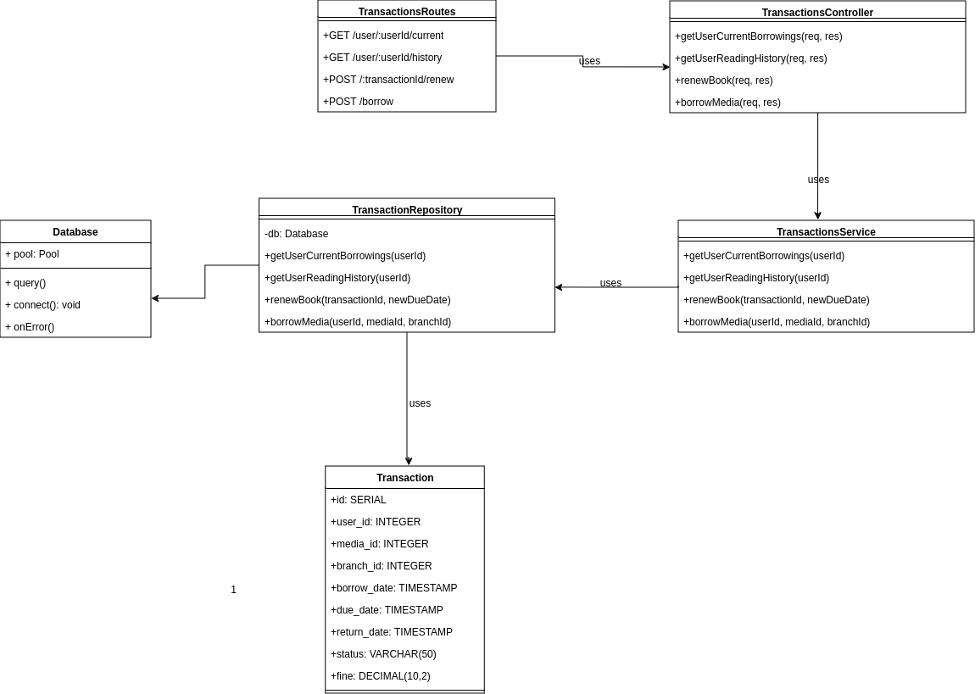 TransactionsRoutes
+GET /user/:userId/current
+GET /user/:userId/history
+POST /:transactionId/renew
+POST /borrow
uses
TransactionsController
+getUserCurrentBorrowings(req, res)
+getUserReadingHistory(req, res)
+renewBook(req, res)
+borrowMedia(req, res)
uses
Database
+ pool: Pool
+ query()
+ connect(): void
+ onError()
TransactionRepository
-db: Database
+getUserCurrentBorrowings(userId)
+getUserReadingHistory(userId)
+renewBook(transactionId, newDueDate)
+borrowMedia(userId, mediaId, branchId)
uses
TransactionsService
+getUserCurrentBorrowings(userId)
+getUserReadingHistory(userId)
+renewBook(transactionId, newDueDate)
+borrowMedia(userId, mediaId, branchId)
uses
Transaction
+id: SERIAL
+user_id: INTEGER
+media_id: INTEGER
+branch_id: INTEGER
+borrow_date: TIMESTAMP
+due_date: TIMESTAMP
+return_date: TIMESTAMP
+status: VARCHAR(50)
+fine: DECIMAL(10,2)
1